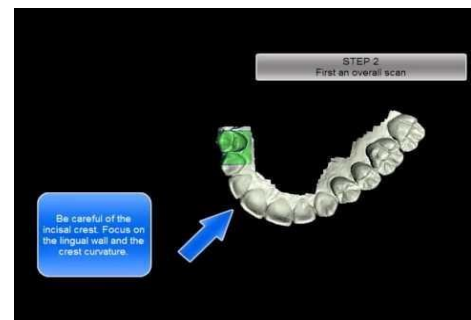 STEP 2
First an overall scan
Be careful of the
incisal crest. Focus on
the lingual wall and the
crest curvature.